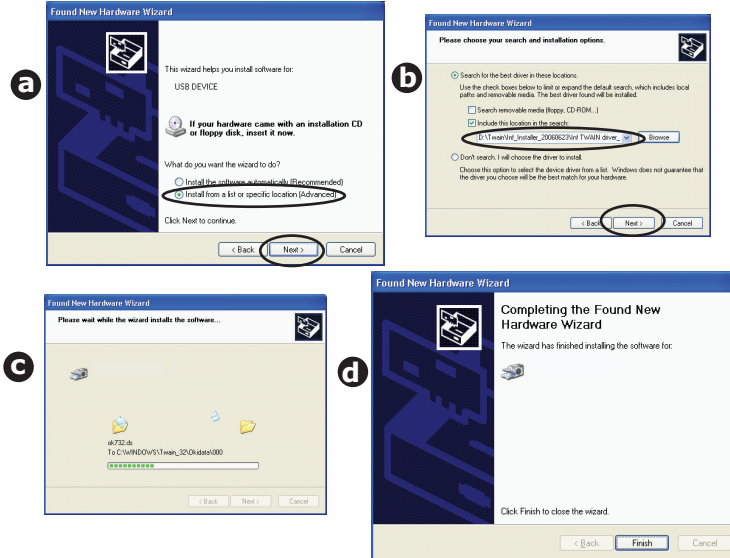 a
Found New Hardware Wizard
This wizard helps you install software for:
USB DEVICE
If your hardware came with an installation CD
or floppy disk, insert it now.
What do you want the wizard to do?
Install the software automatically (Recommended)
Install from a list or specific location (Advanced)
Click Next to continue.
< Back
Next >
Cancel
b
Found New Hardware Wizard
Please choose your search and installation options.
Search for the best driver in these locations.
Use the check boxes below to limit or expand the default search, which includes local
paths and removable media. The best driver found will be installed.
Search removable media (floppy, CD-ROM...)
Include this location in the search:
D:\Twain\Inf_Installer_20060623\Inf TWAIN driver_
Browse
Don't search. I will choose the driver to install.
Choose this option to select the device driver from a list. Windows does not guarantee that
the driver you choose will be the best match for your hardware.
< Back
Next >
Cancel
c
Found New Hardware Wizard
Please wait while the wizard installs the software...
ok732.ds
To C:\WINDOWS\Twain_32\Okidata\000
< Back
Next >
Cancel
d
Found New Hardware Wizard
Completing the Found New
Hardware Wizard
The wizard has finished installing the software for:
Click Finish to close the wizard.
< Back
Finish
Cancel